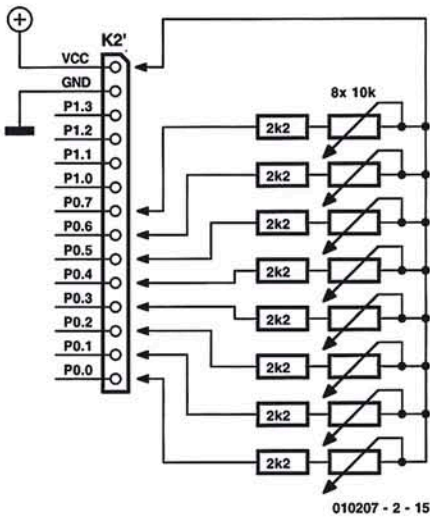 K2'
VCC
GND
P1.3
P1.2
P1.1
P1.0
P0.7
P0.6
P0.5
P0.4
P0.3
P0.2
P0.1
P0.0
8x 10k
2k2
2k2
2k2
2k2
2k2
2k2
2k2
2k2
010207 - 2 - 15